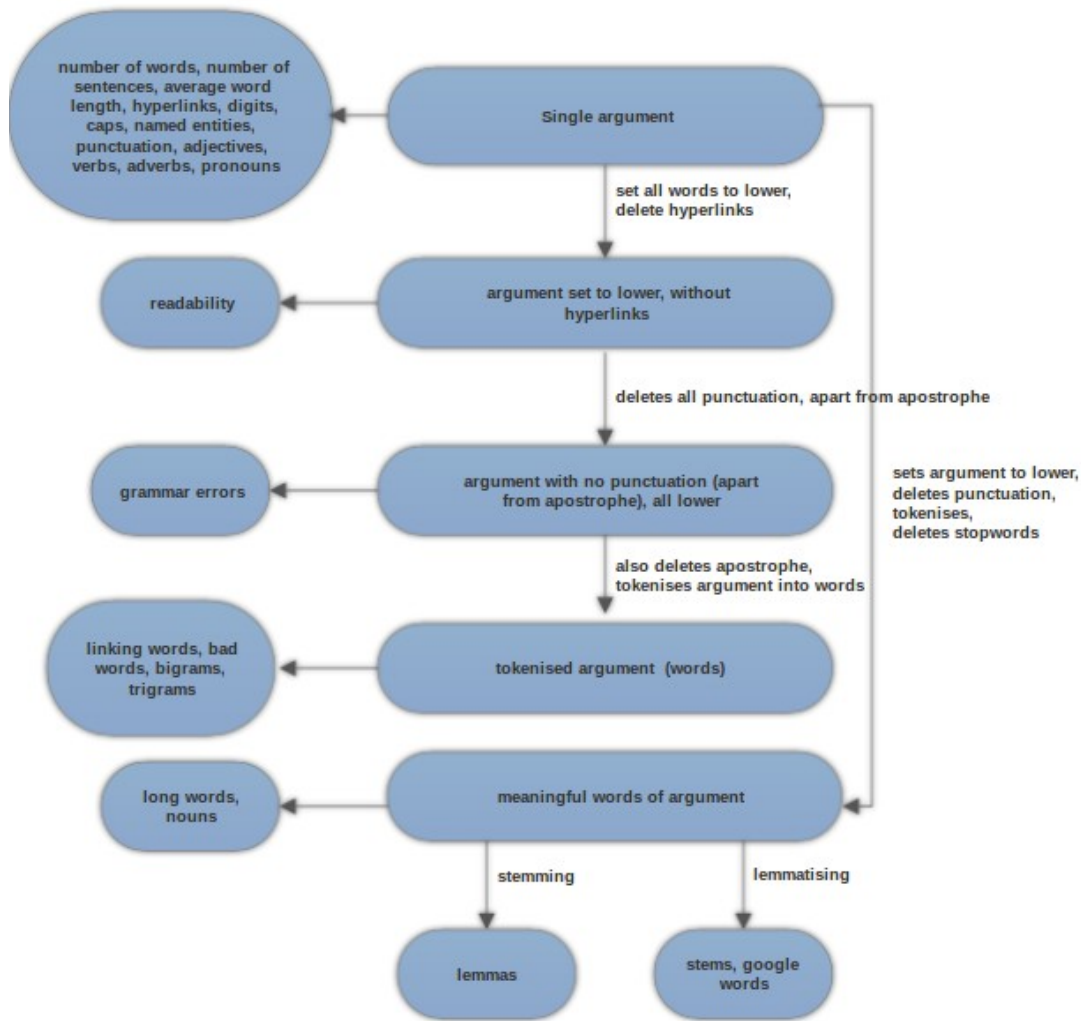 number of words, number of
sentences, average word
length, hyperlinks, digits,
caps, named entities,
punctuation, adjectives,
verbs, adverbs, pronouns
Single argument
set all words to lower,
delete hyperlinks
readability
argument set to lower, without
hyperlinks
deletes all punctuation, apart from apostrophe
grammar errors
argument with no punctuation (apart
from apostrophe), all lower
sets argument to lower,
deletes punctuation,
tokenises,
deletes stopwords
also deletes apostrophe,
tokenises argument into words
linking words, bad
words, bigrams,
trigrams
tokenised argument (words)
long words,
nouns
meaningful words of argument
stemming
lemmatising
lemmas
stems, google
words